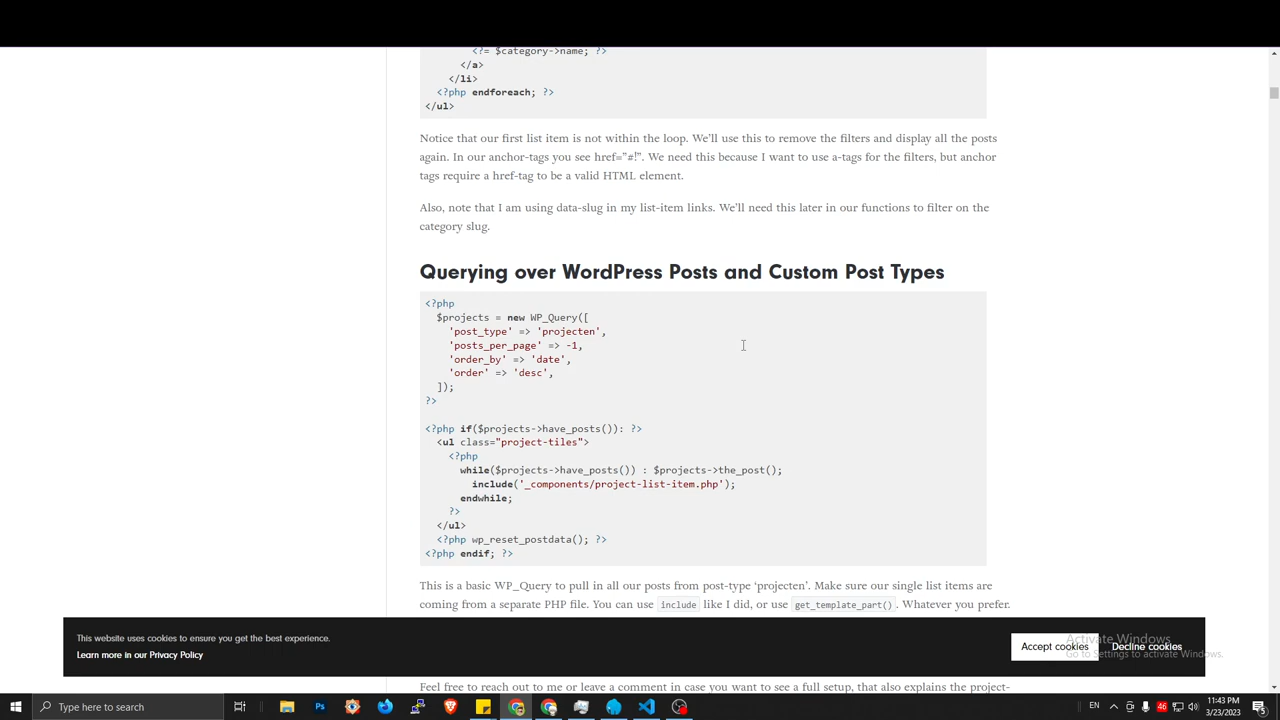 <?= $category->name; ?>
</a>
</li>
<?php endforeach; ?>
</ul>
Notice that our first list item is not within the loop. We'll use this to remove the filters and display all the posts
again. In our anchor-tags you see href="#!". We need this because I want to use a-tags for the filters, but anchor
tags require a href-tag to be a valid HTML element.
Also, note that I am using data-slug in my list-item links. We'll need this later in our functions to filter on the
category slug.
Querying over WordPress Posts and Custom Post Types
<?php
$projects = new WP_Query([
'post_type' => 'projecten',
'posts_per_page' => -1,
'order_by' => 'date',
'order' => 'desc',
]);
?>
<?php if($projects->have_posts()): ?>
<ul class="project-tiles">
<?php
while($projects->have_posts()) : $projects->the_post();
include('_components/project-list-item.php');
endwhile;
?>
</ul>
<?php wp_reset_postdata(); ?>
<?php endif; ?>
This is a basic WP_Query to pull in all our posts from post-type 'projecten'. Make sure our single list items are
coming from a separate PHP file. You can use include like I did, or use get_template_part(). Whatever you prefer.
This website uses cookies to ensure you get the best experience.
Learn more in our Privacy Policy
Accept cookies
Decline cookies
Activate Windows
Go to Settings to activate Windows.
Feel free to reach out to me or leave a comment in case you want to see a full setup, that also explains the project-
Type here to search
EN
46
11:43 PM
3/23/2023